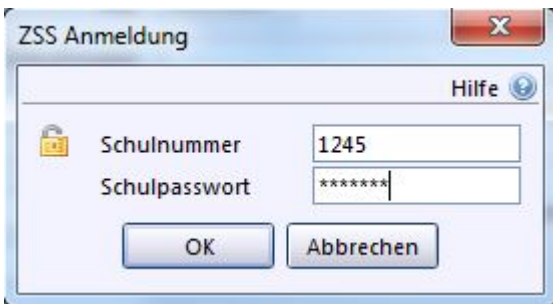 ZSS Anmeldung
Hilfe
Schulnummer 1245
Schulpasswort *******
OK Abbrechen